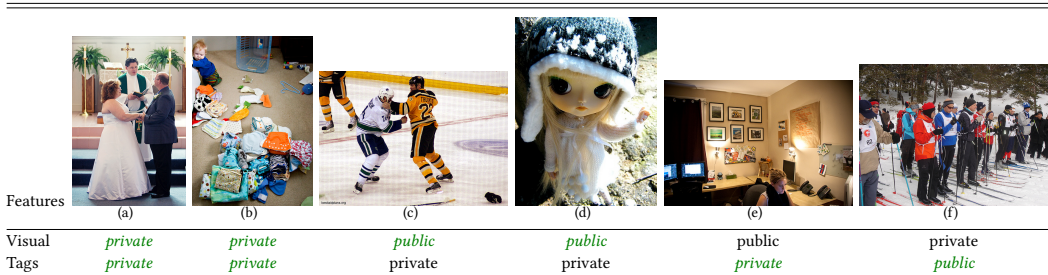 Features
(a) (b) (c) (d) (e) (f)
Visual private private public public public private
Tags private private private private private public